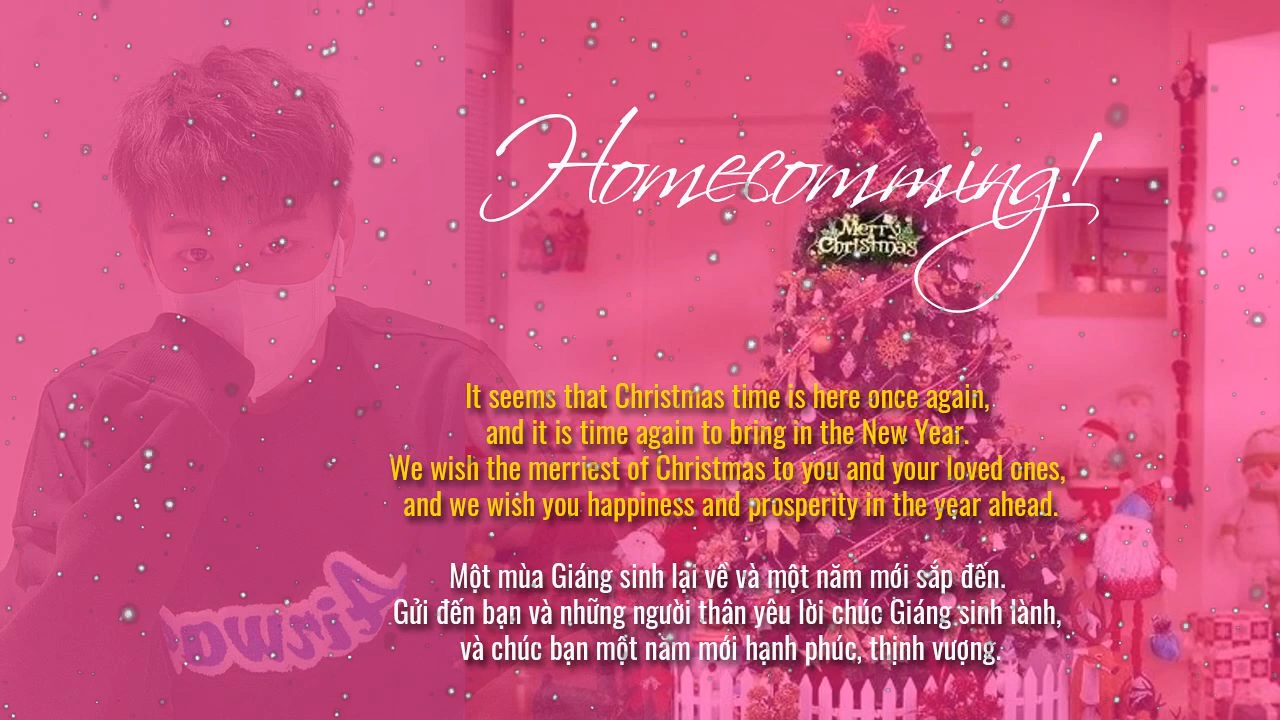 Homecomming!
Merry
Christmas
It seems that Christmas time is here once again,
and it is time again to bring in the New Year.
We wish the merriest of Christmas to you and your loved ones,
and we wish you happiness and prosperity in the year ahead.
Một mùa Giáng sinh lại về và một năm mới sắp đến.
Gửi đến bạn và những người thân yêu lời chúc Giáng sinh lành,
và chúc bạn một năm mới hạnh phúc, thịnh vượng.